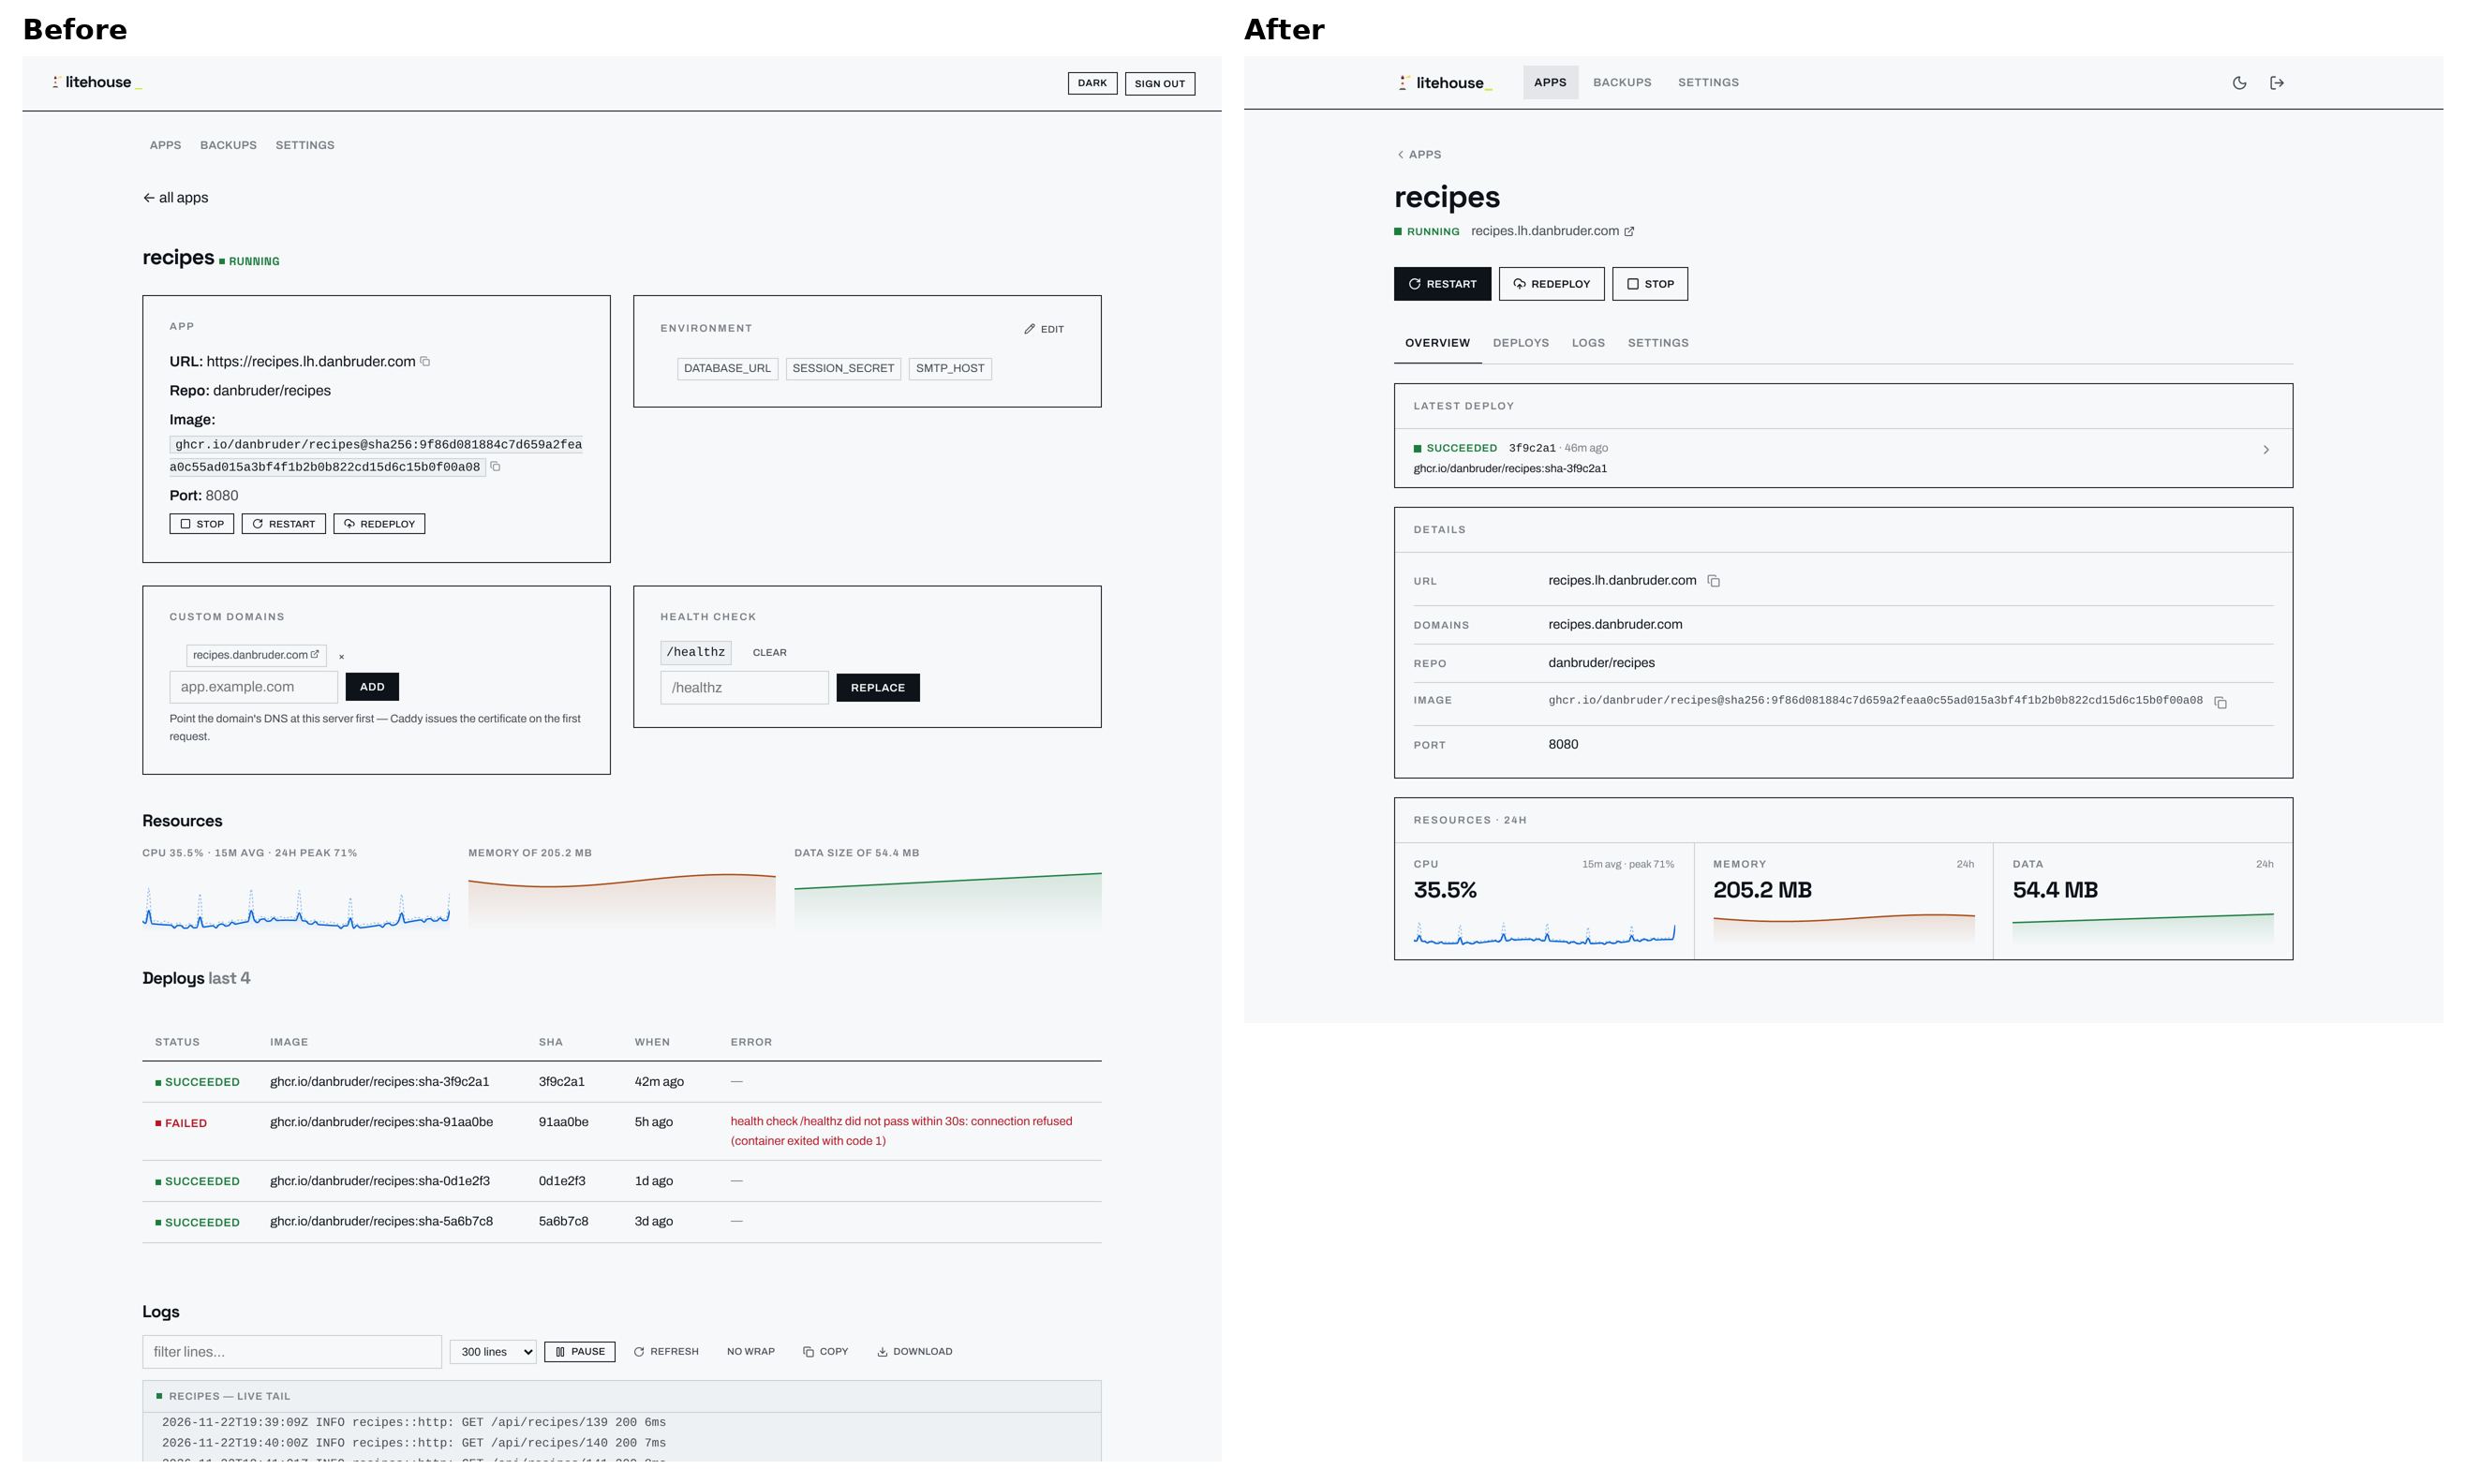 Before
litehouse_
DARK
SIGN OUT
APPS BACKUPS SETTINGS
← all apps
recipes RUNNING
APP
URL: https://recipes.lh.danbruder.com
Repo: danbruder/recipes
Image:
ghcr.io/danbruder/recipes@sha256:9f86d081884c7d659a2fea
a0c55ad015a3bf4f1b2b0b822cd15d6c15b0f00a08
Port: 8080
STOP RESTART REDEPLOY
ENVIRONMENT
EDIT
DATABASE_URL SESSION_SECRET SMTP_HOST
CUSTOM DOMAINS
recipes.danbruder.com ×
app.example.com ADD
Point the domain's DNS at this server first — Caddy issues the certificate on the first
request.
HEALTH CHECK
/healthz CLEAR
/healthz REPLACE
Resources
CPU 35.5% · 15M AVG · 24H PEAK 71%
MEMORY OF 205.2 MB
DATA SIZE OF 54.4 MB
Deploys last 4
STATUS IMAGE SHA WHEN ERROR
SUCCEEDED ghcr.io/danbruder/recipes:sha-3f9c2a1 3f9c2a1 42m ago —
FAILED ghcr.io/danbruder/recipes:sha-91aa0be 91aa0be 5h ago health check /healthz did not pass within 30s: connection refused
(container exited with code 1)
SUCCEEDED ghcr.io/danbruder/recipes:sha-0d1e2f3 0d1e2f3 1d ago —
SUCCEEDED ghcr.io/danbruder/recipes:sha-5a6b7c8 5a6b7c8 3d ago —
Logs
filter lines... 300 lines PAUSE REFRESH NO WRAP COPY DOWNLOAD
RECIPES — LIVE TAIL
2026-11-22T19:39:09Z INFO recipes::http: GET /api/recipes/139 200 6ms
2026-11-22T19:40:00Z INFO recipes::http: GET /api/recipes/140 200 7ms
After
litehouse_
APPS BACKUPS SETTINGS
APPS
recipes
RUNNING recipes.lh.danbruder.com
RESTART REDEPLOY STOP
OVERVIEW DEPLOYS LOGS SETTINGS
LATEST DEPLOY
SUCCEEDED 3f9c2a1 · 46m ago
ghcr.io/danbruder/recipes:sha-3f9c2a1
DETAILS
URL recipes.lh.danbruder.com
DOMAINS recipes.danbruder.com
REPO danbruder/recipes
IMAGE ghcr.io/danbruder/recipes@sha256:9f86d081884c7d659a2feaa0c55ad015a3bf4f1b2b0b822cd15d6c15b0f00a08
PORT 8080
RESOURCES · 24H
CPU 15m avg · peak 71%
35.5%
MEMORY 24h
205.2 MB
DATA 24h
54.4 MB